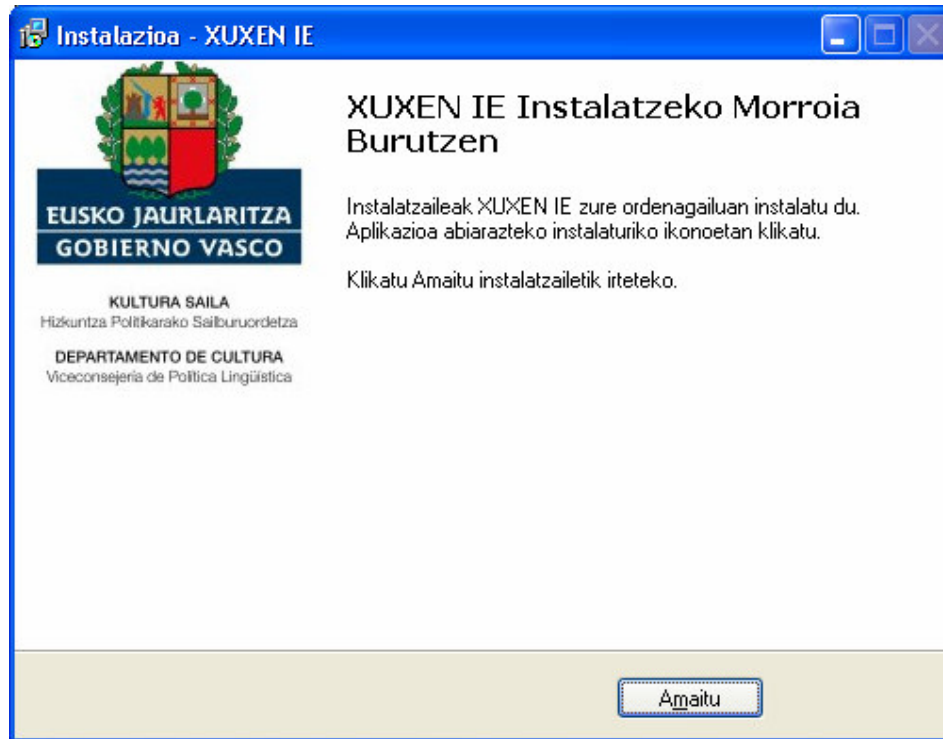 Instalazioa - XUXEN IE
EUSKO JAURLARITZA
GOBIERNO VASCO
KULTURA SAILA
Hizkuntza Politikarako Sailburuordetza
DEPARTAMENTO DE CULTURA
Viceconsejería de Política Lingüística
XUXEN IE Instalatzeko Morroia
Burutzen
Instalatzaileak XUXEN IE zure ordenagailuan instalatu du.
Aplikazioa abiarazteko instalaturiko ikonoetan klikatu.
Klikatu Amaitu instalatzailetik irteteko.
Amaitu